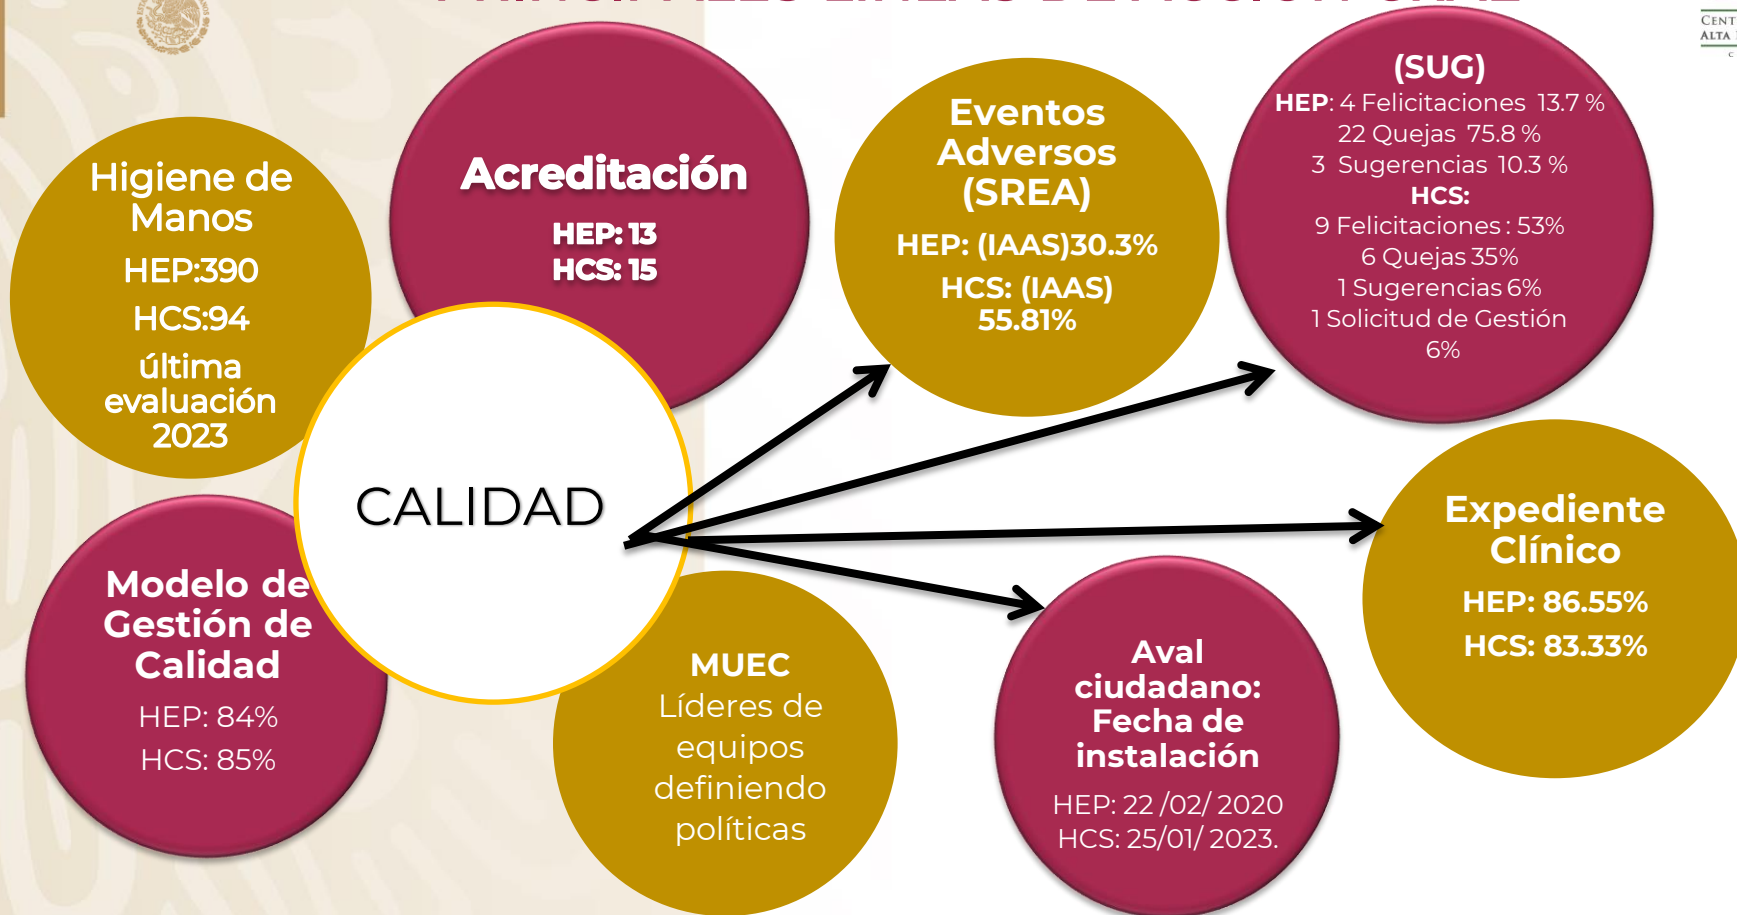 Higiene de
Manos
HEP:390
HCS:94
última
evaluación
2023
Acreditación
HEP: 13
HCS: 15
Eventos
Adversos
(SREA)
HEP: (IAAS)30.3%
HCS: (IAAS)
55.81%
(SUG)
HEP: 4 Felicitaciones 13.7 %
22 Quejas 75.8 %
3 Sugerencias 10.3 %
HCS:
9 Felicitaciones : 53%
6 Quejas 35%
1 Sugerencias 6%
1 Solicitud de Gestión
6%
CALIDAD
Modelo de
Gestión de
Calidad
HEP: 84%
HCS: 85%
MUEC
Líderes de
equipos
definiendo
políticas
Aval
ciudadano:
Fecha de
instalación
HEP: 22 /02/ 2020
HCS: 25/01/ 2023.
Expediente
Clínico
HEP: 86.55%
HCS: 83.33%
ALTA